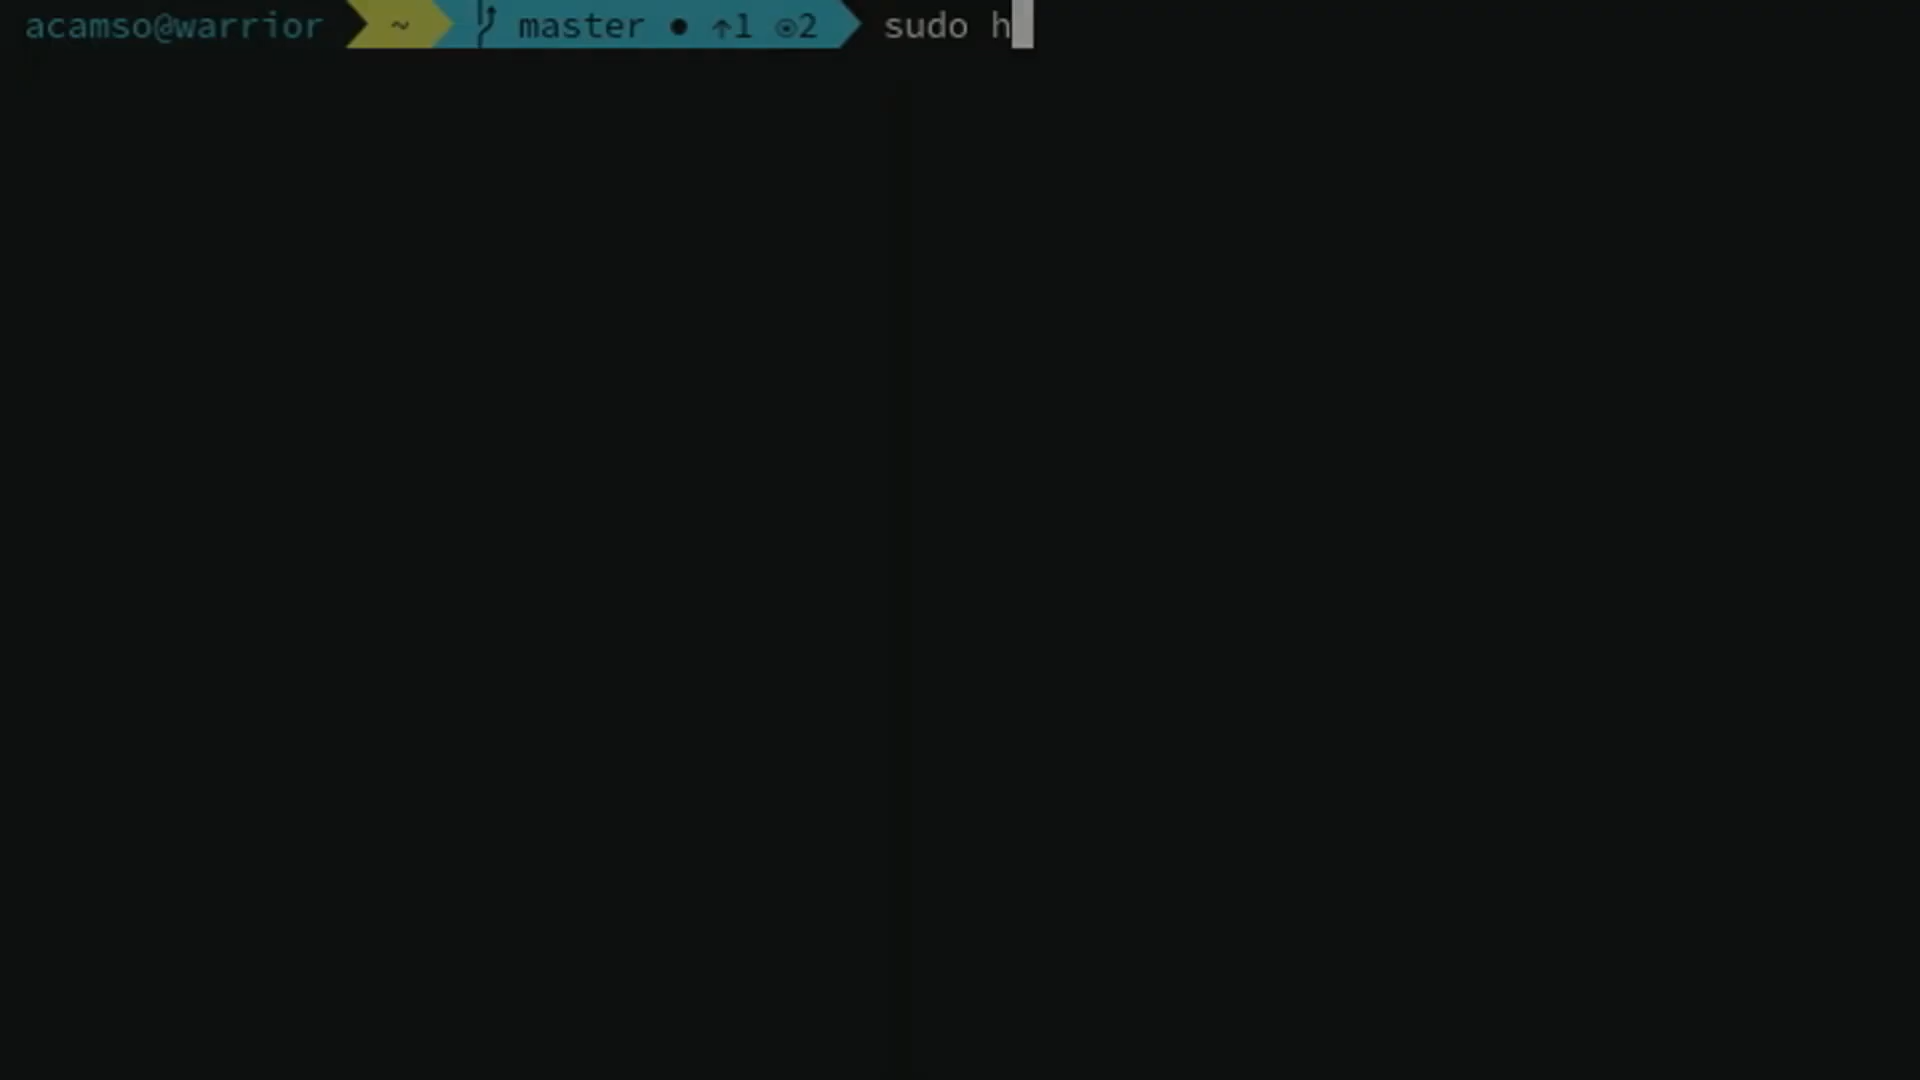 acamso@warrior ~ master ● ↑1 ⊙2 sudo h